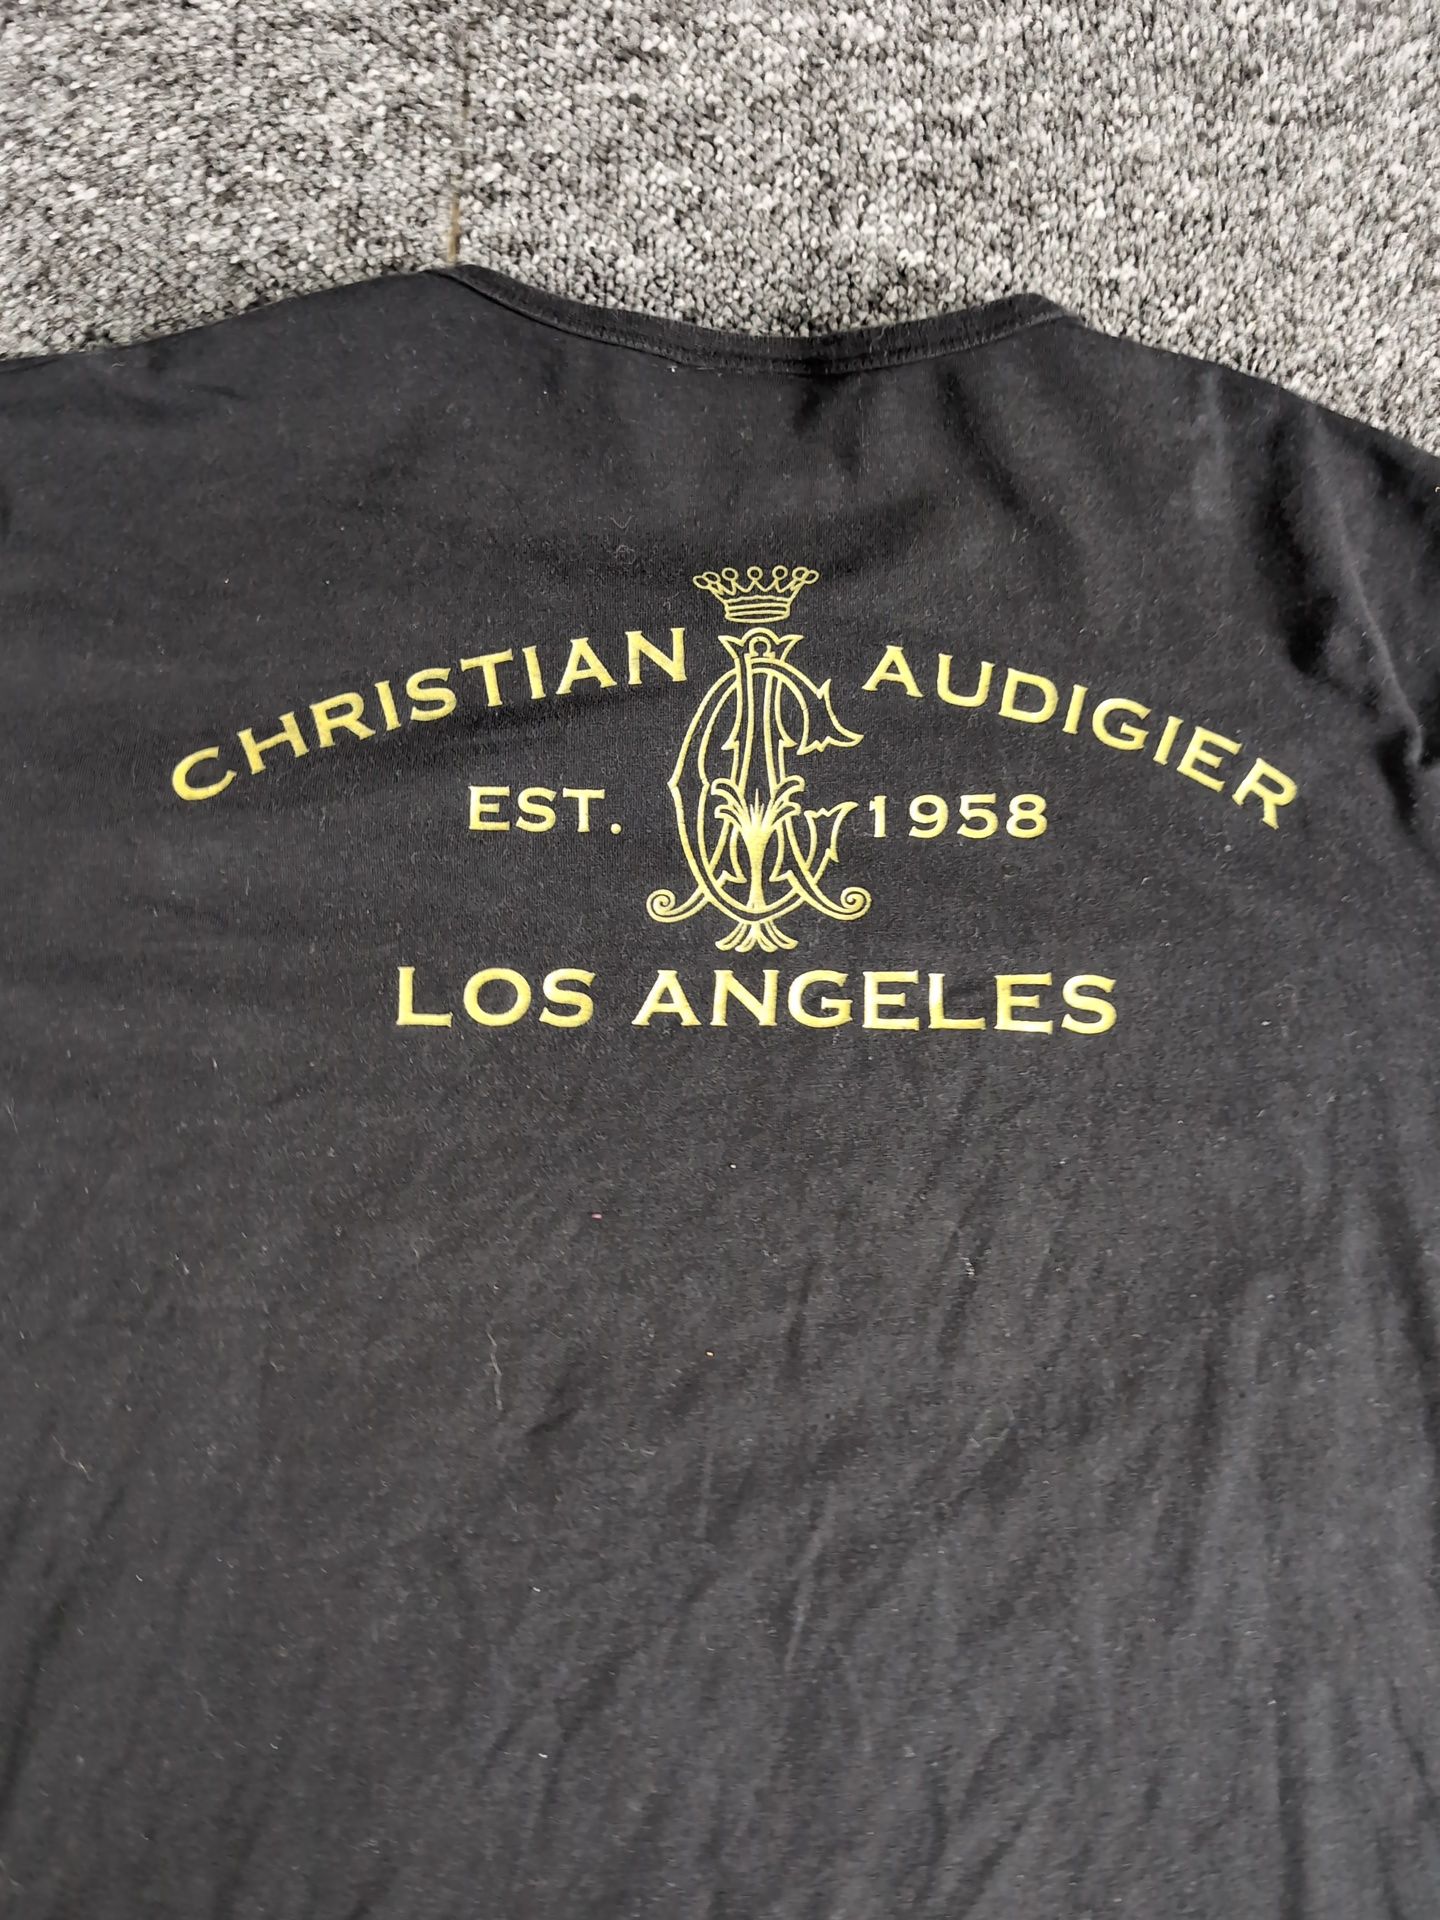 CHRISTIAN AUDIGIER
EST. 1958
LOS ANGELES